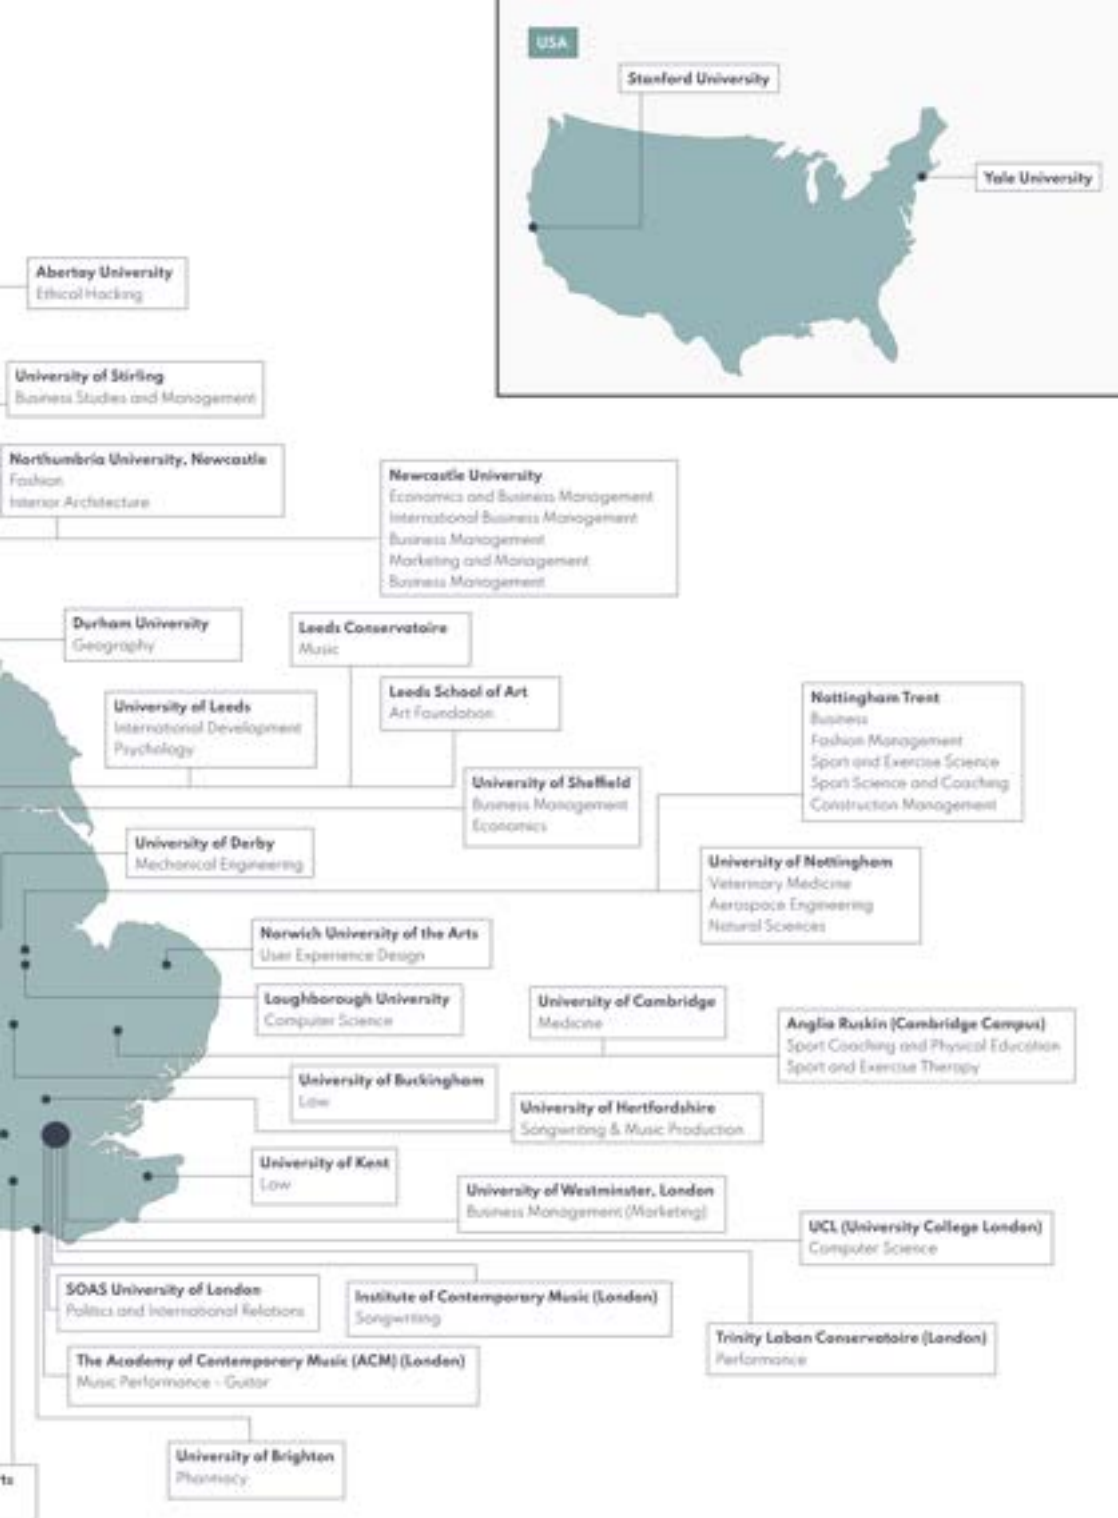 USA
Stanford University
Yale University
Abertay University
Ethical Hacking
University of Stirling
Business Studies and Management
Northumbria University, Newcastle
Fashion
Interior Architecture
Newcastle University
Economics and Business Management
International Business Management
Business Management
Marketing and Management
Business Management
Durham University
Geography
Leeds Conservatoire
Music
Leeds School of Art
Art Foundation
University of Leeds
International Development
Psychology
Nottingham Trent
Business
Fashion Management
Sport and Exercise Science
Sport Science and Coaching
Construction Management
University of Sheffield
Business Management
Economics
University of Derby
Mechanical Engineering
University of Nottingham
Veterinary Medicine
Aerospace Engineering
Natural Sciences
Norwich University of the Arts
User Experience Design
Loughborough University
Computer Science
University of Cambridge
Medicine
Anglia Ruskin (Cambridge Campus)
Sport Coaching and Physical Education
Sport and Exercise Therapy
University of Buckingham
Law
University of Hertfordshire
Songwriting & Music Production
University of Kent
Law
University of Westminster, London
Business Management (Marketing)
UCL (University College London)
Computer Science
SOAS University of London
Politics and International Relations
Institute of Contemporary Music (London)
Songwriting
Trinity Laban Conservatoire (London)
Performance
The Academy of Contemporary Music (ACM) (London)
Music Performance - Guitar
University of Brighton
Pharmacy
ts